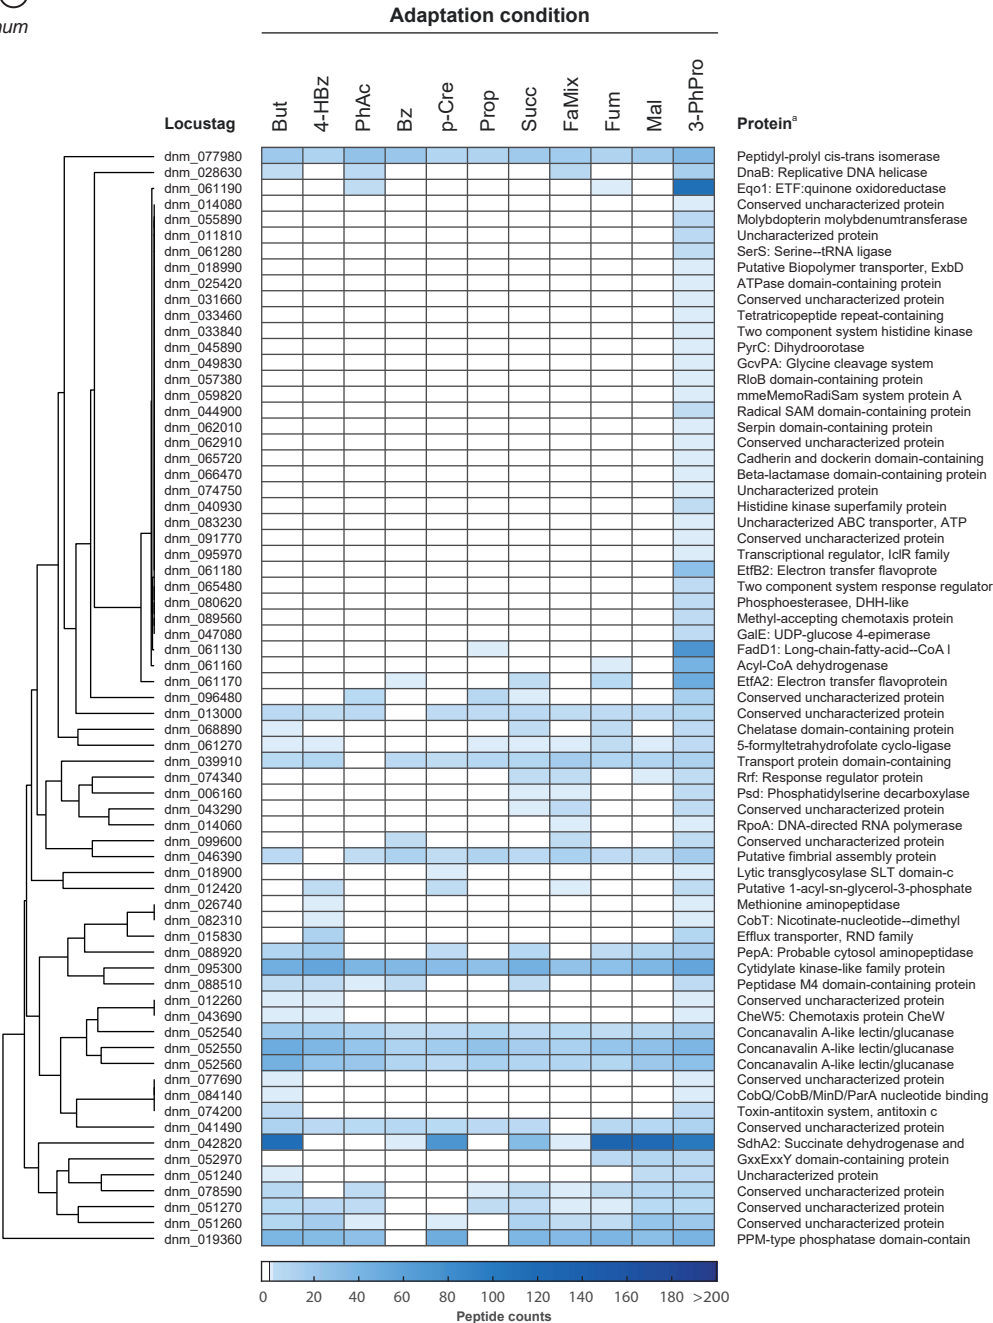 num
Adaptation condition
Locustag But 4-HBz PhAc Bz p-Cre Prop Succ FaMix Fum Mal 3-PhPro Proteinᵃ
dnm_077980 Peptidyl-prolyl cis-trans isomerase
dnm_028630 DnaB: Replicative DNA helicase
dnm_061190 Eqo1: ETF:quinone oxidoreductase
dnm_014080 Conserved uncharacterized protein
dnm_055890 Molybdopterin molybdenumtransferase
dnm_011810 Uncharacterized protein
dnm_061280 SerS: Serine--tRNA ligase
dnm_018990 Putative Biopolymer transporter, ExbD
dnm_025420 ATPase domain-containing protein
dnm_031660 Conserved uncharacterized protein
dnm_033460 Tetratricopeptide repeat-containing
dnm_033840 Two component system histidine kinase
dnm_045890 PyrC: Dihydroorotase
dnm_049830 GcvPA: Glycine cleavage system
dnm_057380 RloB domain-containing protein
dnm_059820 mmeMemoRadiSam system protein A
dnm_044900 Radical SAM domain-containing protein
dnm_062010 Serpin domain-containing protein
dnm_062910 Conserved uncharacterized protein
dnm_065720 Cadherin and dockerin domain-containing
dnm_066470 Beta-lactamase domain-containing protein
dnm_074750 Uncharacterized protein
dnm_040930 Histidine kinase superfamily protein
dnm_083230 Uncharacterized ABC transporter, ATP
dnm_091770 Conserved uncharacterized protein
dnm_095970 Transcriptional regulator, IclR family
dnm_061180 EtfB2: Electron transfer flavoprote
dnm_065480 Two component system response regulator
dnm_080620 Phosphoesterasee, DHH-like
dnm_089560 Methyl-accepting chemotaxis protein
dnm_047080 GalE: UDP-glucose 4-epimerase
dnm_061130 FadD1: Long-chain-fatty-acid--CoA l
dnm_061160 Acyl-CoA dehydrogenase
dnm_061170 EtfA2: Electron transfer flavoprotein
dnm_096480 Conserved uncharacterized protein
dnm_013000 Conserved uncharacterized protein
dnm_068890 Chelatase domain-containing protein
dnm_061270 5-formyltetrahydrofolate cyclo-ligase
dnm_039910 Transport protein domain-containing
dnm_074340 Rrf: Response regulator protein
dnm_006160 Psd: Phosphatidylserine decarboxylase
dnm_043290 Conserved uncharacterized protein
dnm_014060 RpoA: DNA-directed RNA polymerase
dnm_099600 Conserved uncharacterized protein
dnm_046390 Putative fimbrial assembly protein
dnm_018900 Lytic transglycosylase SLT domain-c
dnm_012420 Putative 1-acyl-sn-glycerol-3-phosphate
dnm_026740 Methionine aminopeptidase
dnm_082310 CobT: Nicotinate-nucleotide--dimethyl
dnm_015830 Efflux transporter, RND family
dnm_088920 PepA: Probable cytosol aminopeptidase
dnm_095300 Cytidylate kinase-like family protein
dnm_088510 Peptidase M4 domain-containing protein
dnm_012260 Conserved uncharacterized protein
dnm_043690 CheW5: Chemotaxis protein CheW
dnm_052540 Concanavalin A-like lectin/glucanase
dnm_052550 Concanavalin A-like lectin/glucanase
dnm_052560 Concanavalin A-like lectin/glucanase
dnm_077690 Conserved uncharacterized protein
dnm_084140 CobQ/CobB/MinD/ParA nucleotide binding
dnm_074200 Toxin-antitoxin system, antitoxin c
dnm_041490 Conserved uncharacterized protein
dnm_042820 SdhA2: Succinate dehydrogenase and
dnm_052970 GxxExxY domain-containing protein
dnm_051240 Uncharacterized protein
dnm_078590 Conserved uncharacterized protein
dnm_051270 Conserved uncharacterized protein
dnm_051260 Conserved uncharacterized protein
dnm_019360 PPM-type phosphatase domain-contain
0 20 40 60 80 100 120 140 160 180 >200
Peptide counts